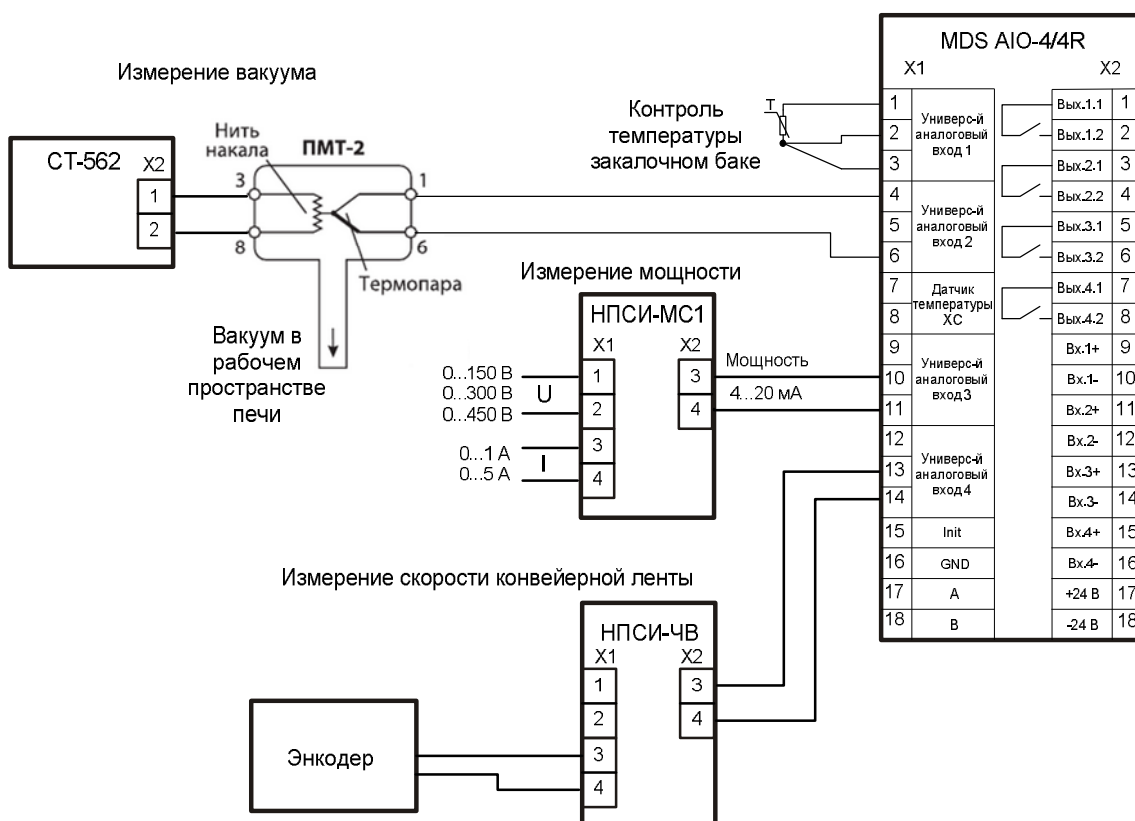 Измерение вакуума
СТ-562
X2
1
2
Нить
накала
ПМТ-2
3
8
1
6
Термопара
Вакуум в
рабочем
пространстве
печи
Контроль
температуры
закалочном баке
T
Измерение мощности
НПСИ-МС1
X1
X2
0...150 В
0...300 В
0...450 В
U
0...1 А
0...5 А
I
1
2
3
4
3
4
Мощность
4...20 мА
Измерение скорости конвейерной ленты
НПСИ-ЧВ
X1
X2
1
2
3
4
3
4
Энкодер
MDS AIO-4/4R
X1
X2
1
2
3
Универс-й
аналоговый
вход 1
4
5
6
Универс-й
аналоговый
вход 2
7
8
Датчик
температуры
ХС
9
10
11
Универс-й
аналоговый
вход3
12
13
14
Универс-й
аналоговый
вход4
15 Init
16 GND
17 A
18 B
Вых.1.1 1
Вых.1.2 2
Вых.2.1 3
Вых.2.2 4
Вых.3.1 5
Вых.3.2 6
Вых.4.1 7
Вых.4.2 8
Вх.1+ 9
Вх.1- 10
Вх.2+ 11
Вх.2- 12
Вх.3+ 13
Вх.3- 14
Вх.4+ 15
Вх.4- 16
+24 В 17
-24 В 18